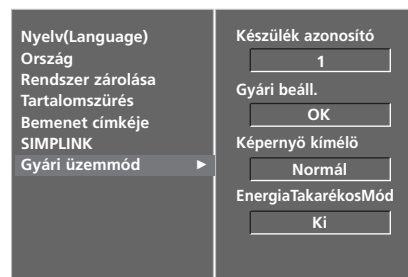 Nyelv(Language)
Ország
Rendszer zárolása
Tartalomszürés
Bemenet címkéje
SIMPLINK
Gyári üzemmód ►
Készülék azonosító
1
Gyári beáll.
OK
Képernyö kímélö
Normál
EnergiaTakarékosMód
Ki